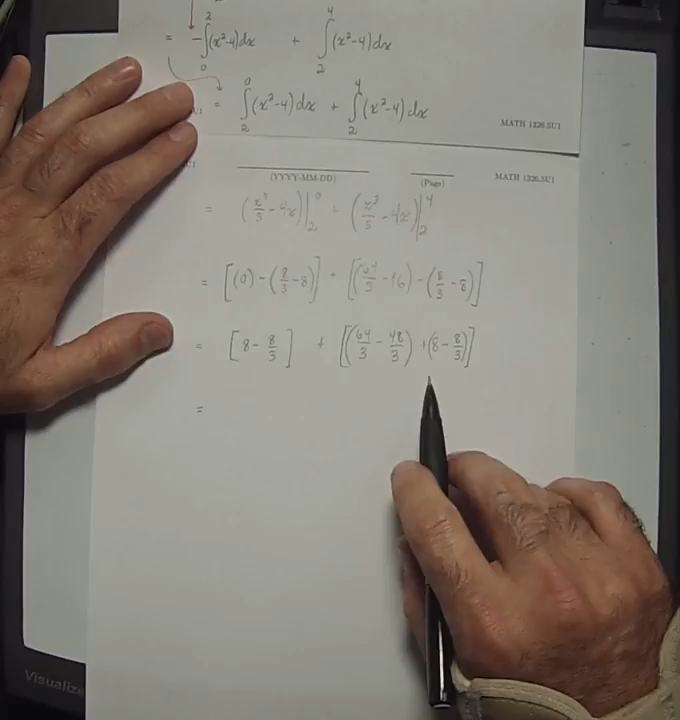 = -∫₀² (x²-4)dx + ∫₂⁴ (x²-4)dx
= ∫₂⁰ (x²-4)dx + ∫₂⁴ (x²-4)dx
MATH 1226.SU1
(YYYY-MM-DD) (Page) MATH 1226.SU1
= (x³/3 - 4x)|₂⁰ + (x³/3 - 4x)|₂⁴
= [(0) - (8/3 - 8)] + [(64/3 - 16) - (8/3 - 8)]
= [8 - 8/3] + [(64/3 - 48/3) + (8 - 8/3)]
=
Visualize